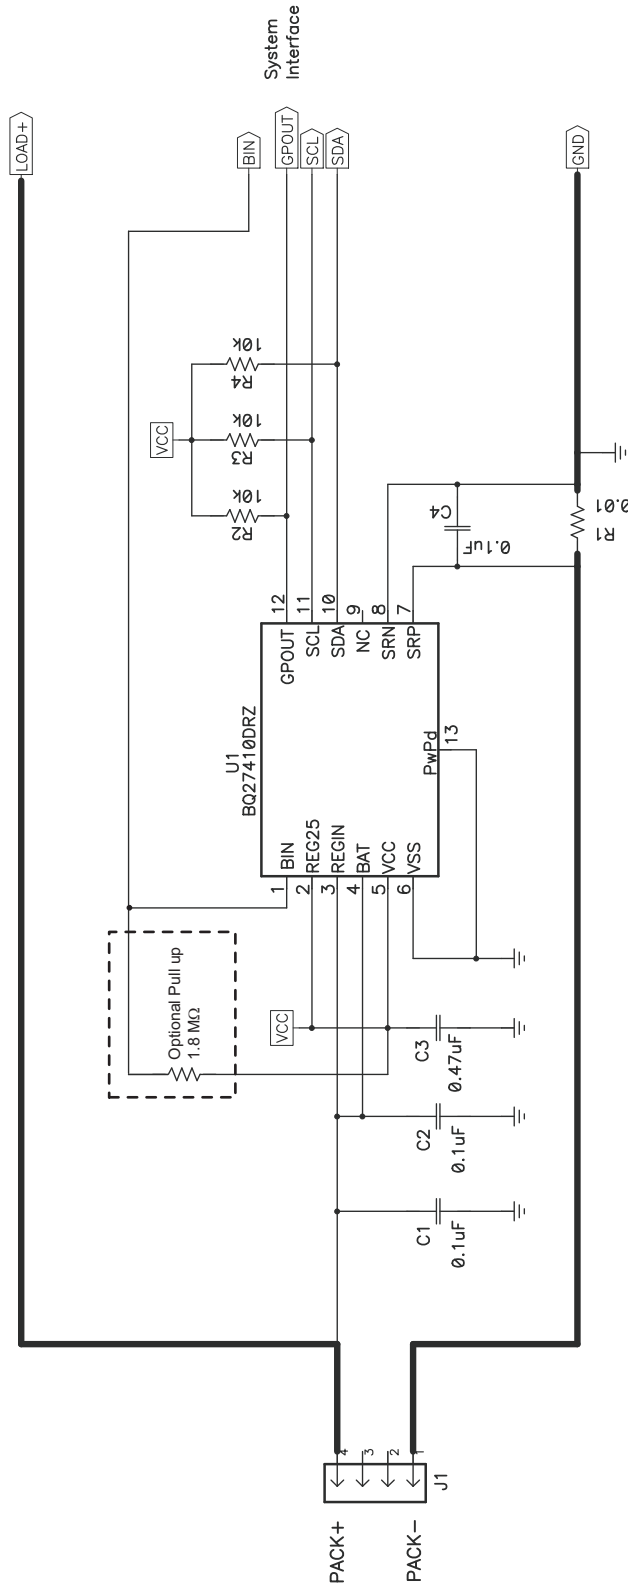 LOAD+
BIN
GPOUT
SCL
SDA
GND
System
Interface
VCC
R4
10k
R3
10k
R2
10k
C4
0.1uF
R1
0.01
U1
BQ27410DRZ
12
GPOUT
11
SCL
10
SDA
9
NC
8
SRN
7
SRP
13
PwPd
1
BIN
2
REG25
3
REGIN
4
BAT
5
VCC
6
VSS
Optional Pull up
1.8 MΩ
VCC
C3
0.47uF
C2
0.1uF
C1
0.1uF
PACK+
PACK-
4
3
2
1
J1